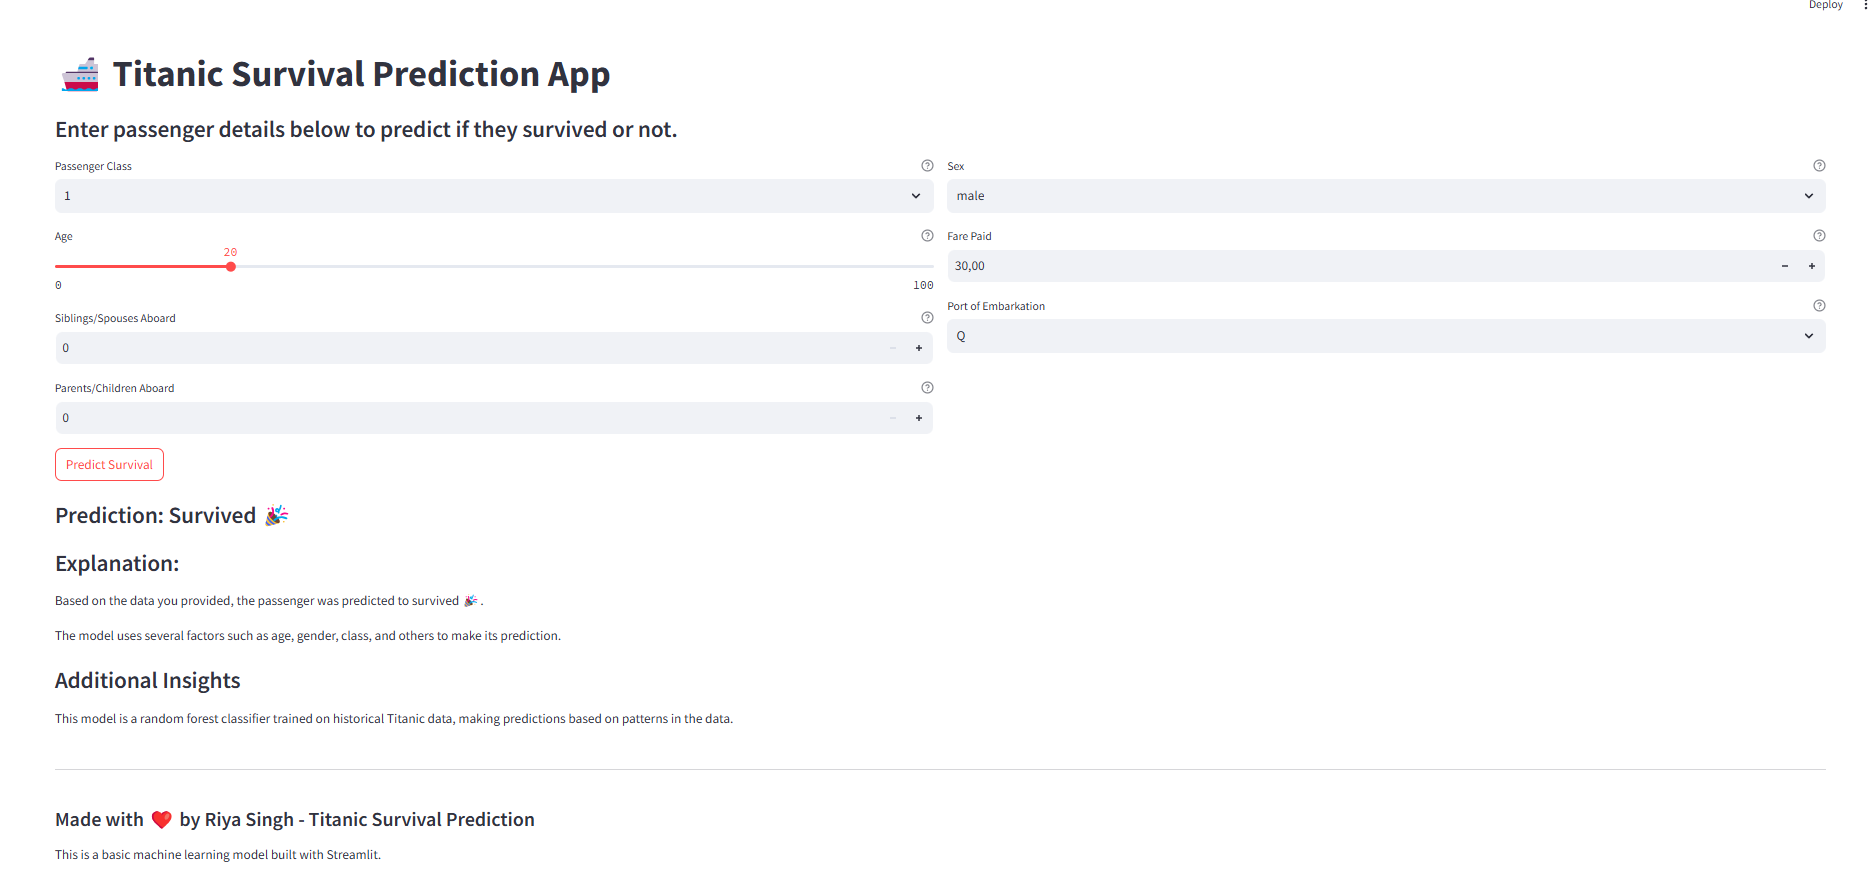 Deploy
Titanic Survival Prediction App
Enter passenger details below to predict if they survived or not.
Passenger Class
1
Age
20
0
100
Siblings/Spouses Aboard
0
Parents/Children Aboard
0
Sex
male
Fare Paid
30,00
Port of Embarkation
Q
Predict Survival
Prediction: Survived 🎉
Explanation:
Based on the data you provided, the passenger was predicted to survived 🎉 .
The model uses several factors such as age, gender, class, and others to make its prediction.
Additional Insights
This model is a random forest classifier trained on historical Titanic data, making predictions based on patterns in the data.
Made with ❤️ by Riya Singh - Titanic Survival Prediction
This is a basic machine learning model built with Streamlit.